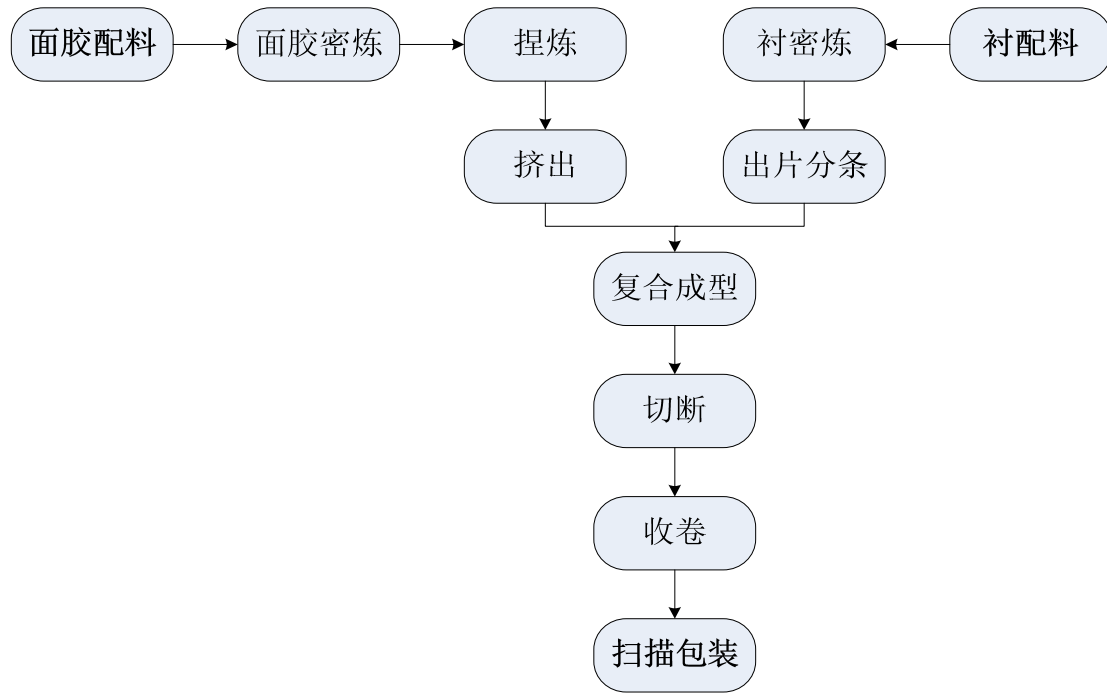 面胶配料
面胶密炼
捏炼
衬密炼
衬配料
挤出
出片分条
复合成型
切断
收卷
扫描包装